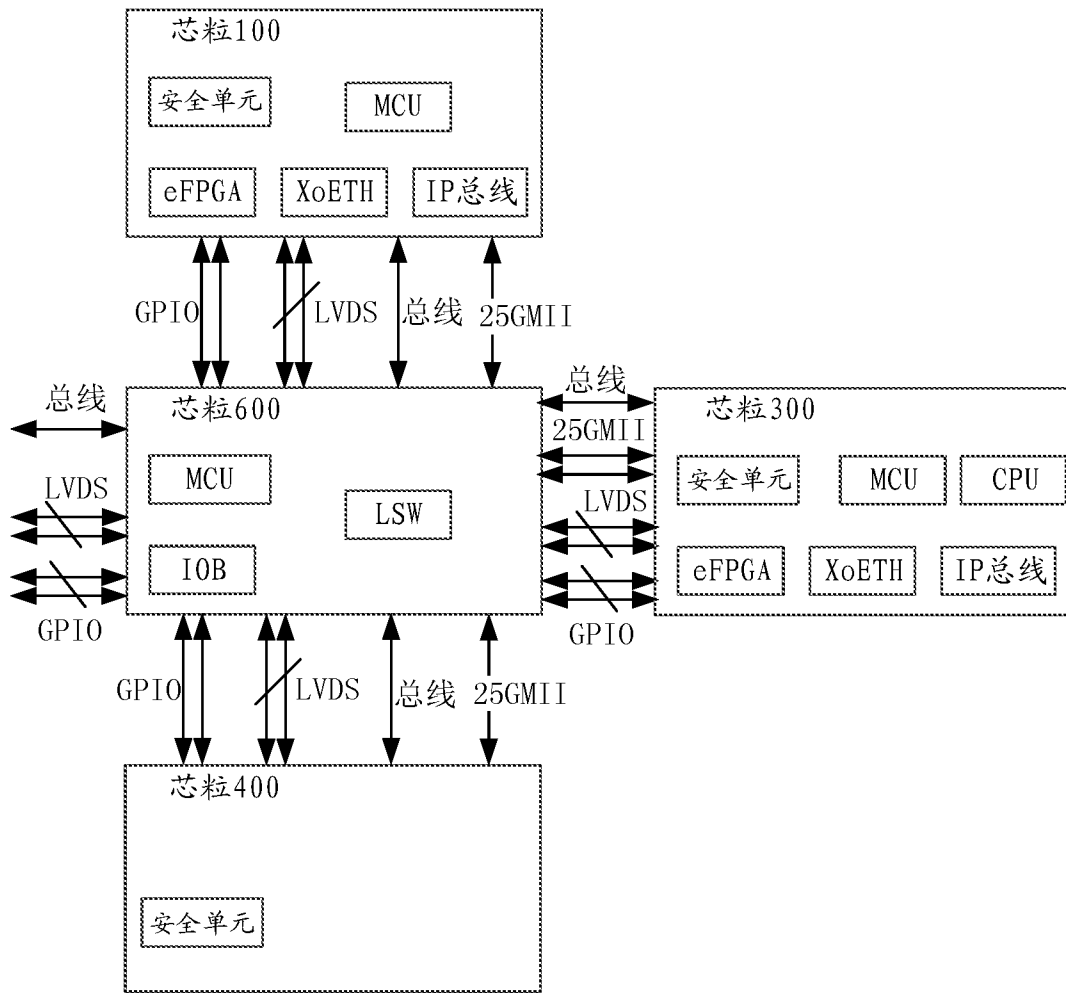 芯粒100
安全单元
MCU
eFPGA
XoETH
IP总线
GPIO
LVDS
总线
25GMII
总线
芯粒600
总线
芯粒300
25GMII
MCU
LSW
安全单元
MCU
CPU
LVDS
LVDS
IOB
eFPGA
XoETH
IP总线
GPIO
GPIO
GPIO
LVDS
总线
25GMII
芯粒400
安全单元